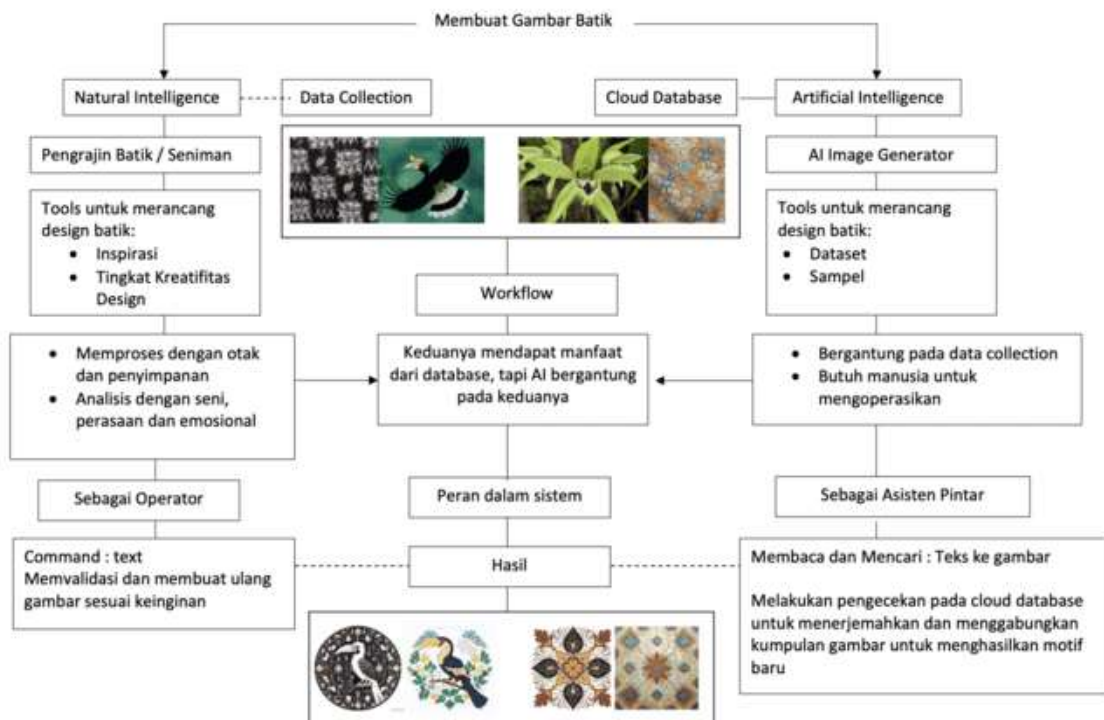 Membuat Gambar Batik
Natural Intelligence
Data Collection
Cloud Database
Artificial Intelligence
Pengrajin Batik / Seniman
AI Image Generator
Tools untuk merancang
design batik:
• Inspirasi
• Tingkat Kreatifitas
Design
Tools untuk merancang
design batik:
• Dataset
• Sampel
Workflow
• Memproses dengan otak
dan penyimpanan
• Analisis dengan seni,
perasaan dan emosional
Keduanya mendapat manfaat
dari database, tapi AI bergantung
pada keduanya
• Bergantung pada data collection
• Butuh manusia untuk
mengoperasikan
Sebagai Operator
Peran dalam sistem
Sebagai Asisten Pintar
Command : text
Memvalidasi dan membuat ulang
gambar sesuai keinginan
Hasil
Membaca dan Mencari : Teks ke gambar
Melakukan pengecekan pada cloud database
untuk menerjemahkan dan menggabungkan
kumpulan gambar untuk menghasilkan motif
baru